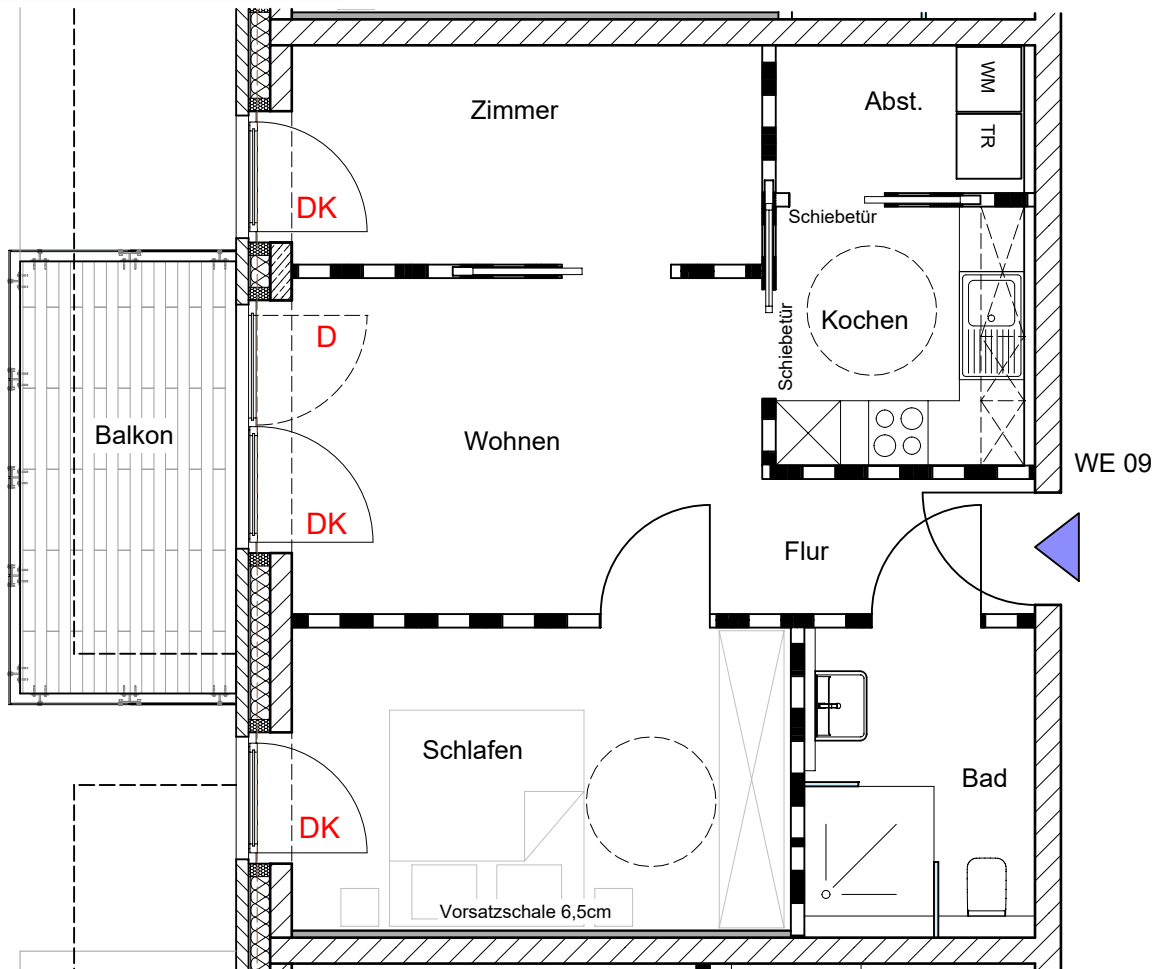 Zimmer
Abst.
WM
TR
DK
Schiebetür
D
Schiebetür
Kochen
Balkon
Wohnen
WE 09
DK
Flur
Schlafen
Bad
DK
Vorsatzschale 6,5cm